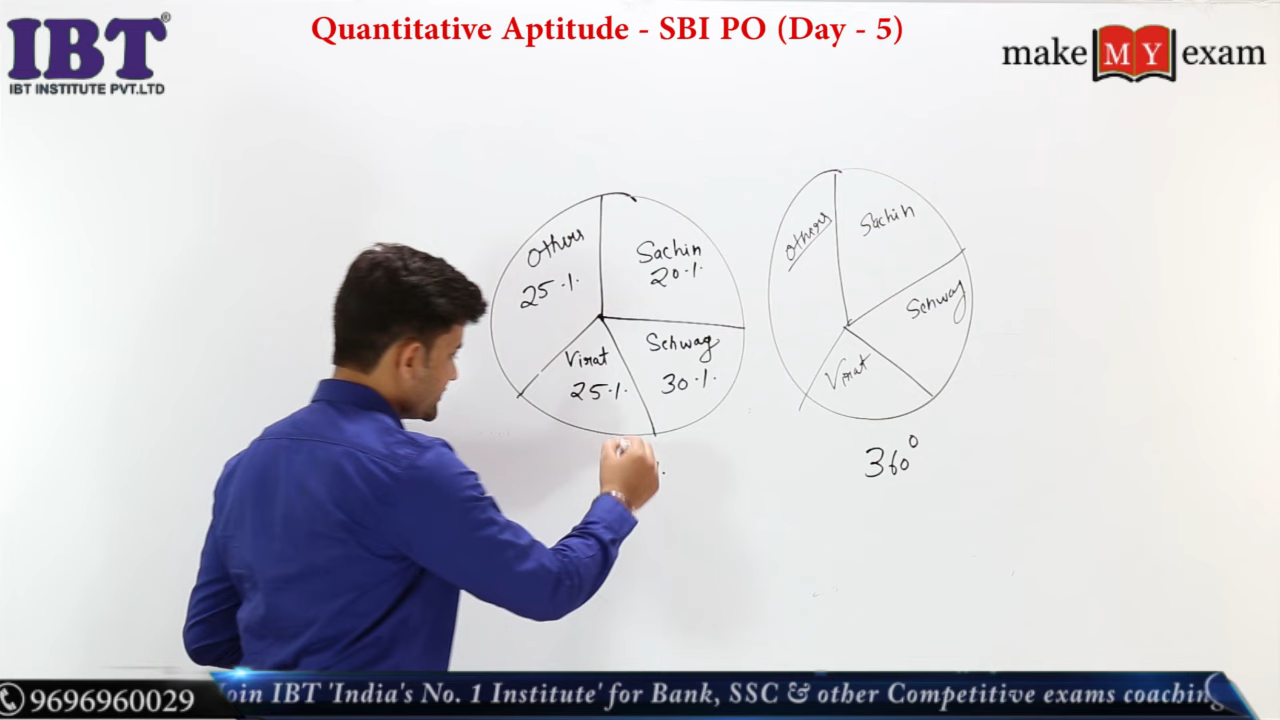 IBT®
IBT INSTITUTE PVT.LTD
Quantitative Aptitude - SBI PO (Day - 5)
make MY exam
Others
25 %
Sachin
20 %
Virat
25 %
Sehwag
30 %
Others
Sachin
Sehwag
Virat
360°
9696960029
Join IBT 'India's No. 1 Institute' for Bank, SSC & other Competitive exams coaching